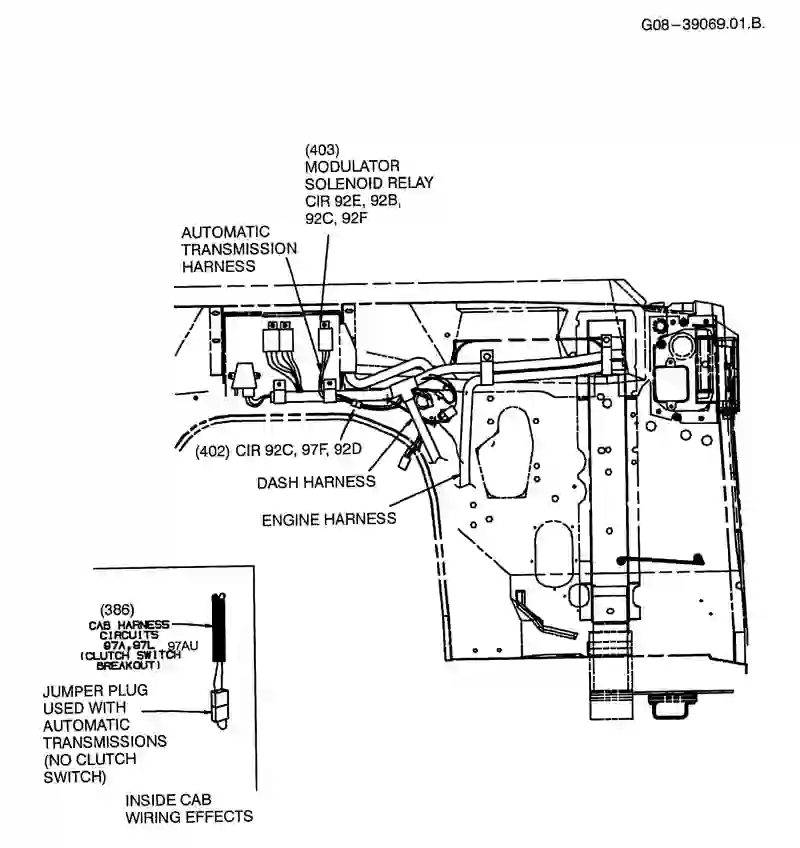 G08-39069.01.B.
(403)
MODULATOR
SOLENOID RELAY
CIR 92E, 92B,
92C, 92F
AUTOMATIC
TRANSMISSION
HARNESS
(402) CIR 92C, 97F, 92D
DASH HARNESS
ENGINE HARNESS
(386)
CAB HARNESS
CIRCUITS
97A,97L 97AU
(CLUTCH SWITCH
BREAKOUT)
JUMPER PLUG
USED WITH
AUTOMATIC
TRANSMISSIONS
(NO CLUTCH
SWITCH)
INSIDE CAB
WIRING EFFECTS